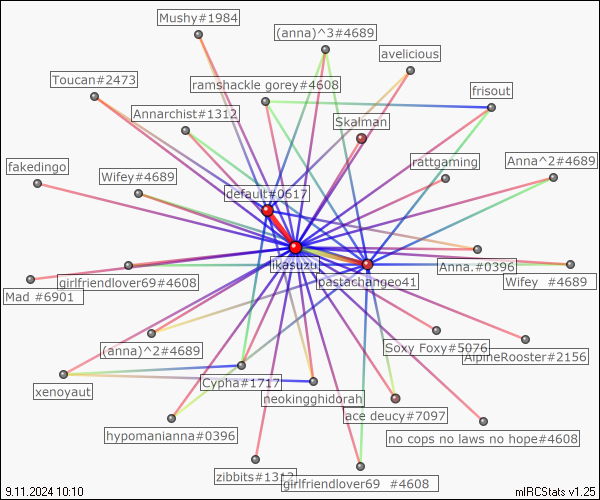 Mushy#1984
(anna)^3#4689
avelicious
Toucan#2473
ramshackle gorey#4608
frisout
Annarchist#1312
Skalman
fakedingo
rattganing
Anna^2#4689
Wifey#4689
default#0617
ikasuzu
Anna.#0396
girlfriendlover69#4608
pastachangeo41
Wifey #4689
Mad #6901
(anna)^2#4689
Soxy Foxy#5076
AlpineRooster#2156
Cypha#1717
xenoyaut
neokingghidorah
ace deucy#7097
hypomanianna#0396
no cops no laws no hope#4608
zibbits#1312
girlfriendlover69 #4608
9.11.2024 10:10
mIRCStats v1.25